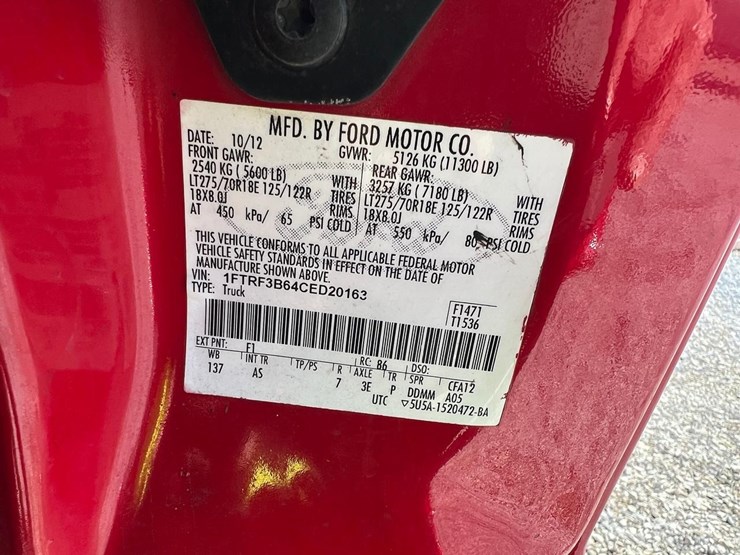 MFD. BY FORD MOTOR CO.
DATE: 10/12 GVWR: 5126 KG (11300 LB)
FRONT GAWR: REAR GAWR:
2540 KG ( 5600 LB) WITH 3257 KG ( 7180 LB) WITH
LT275/70R18E 125/122R TIRES LT275/70R18E 125/122R TIRES
18X8.0J RIMS 18X8.0J RIMS
AT 450 kPa/ 65 PSI COLD AT 550 kPa/ 80 PSI COLD
THIS VEHICLE CONFORMS TO ALL APPLICABLE FEDERAL MOTOR
VEHICLE SAFETY STANDARDS IN EFFECT ON THE DATE OF
MANUFACTURE SHOWN ABOVE.
VIN: 1FTRF3B64CED20163
TYPE: Truck
F1471
T1536
EXT PNT: F1 RC: B6 DSO:
WB INT TR TP/PS R AXLE TR SPR CFA12
137 AS 7 3E P DDMM A05
UTC ▽5U5A-1520472-BA